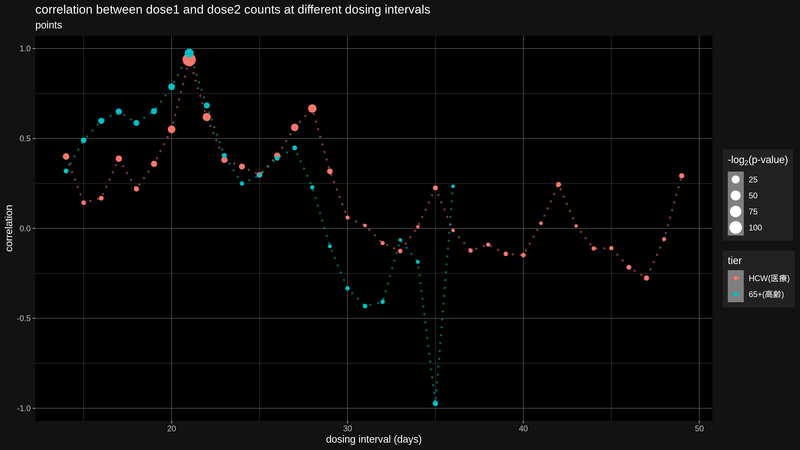 correlation between dose1 and dose2 counts at different dosing intervals
points
1.0
0.5
0.0
-0.5
-1.0
correlation
20
30
40
50
dosing interval (days)
-log₂(p-value)
25
50
75
100
tier
HCW(医療)
65+(高齢)